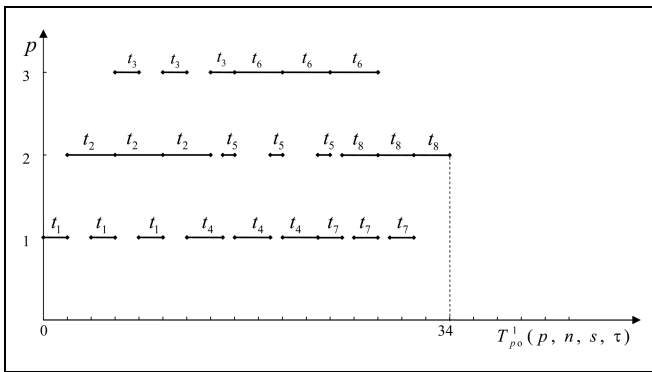 p
t₃ t₃ t₃ t₆ t₆ t₆
3
t₂ t₂ t₂ t₅ t₅ t₅ t₈ t₈ t₈
2
t₁ t₁ t₁ t₄ t₄ t₄ t₇ t₇ t₇
1
0 34
T¹ₚₒ(p, n, s, τ)